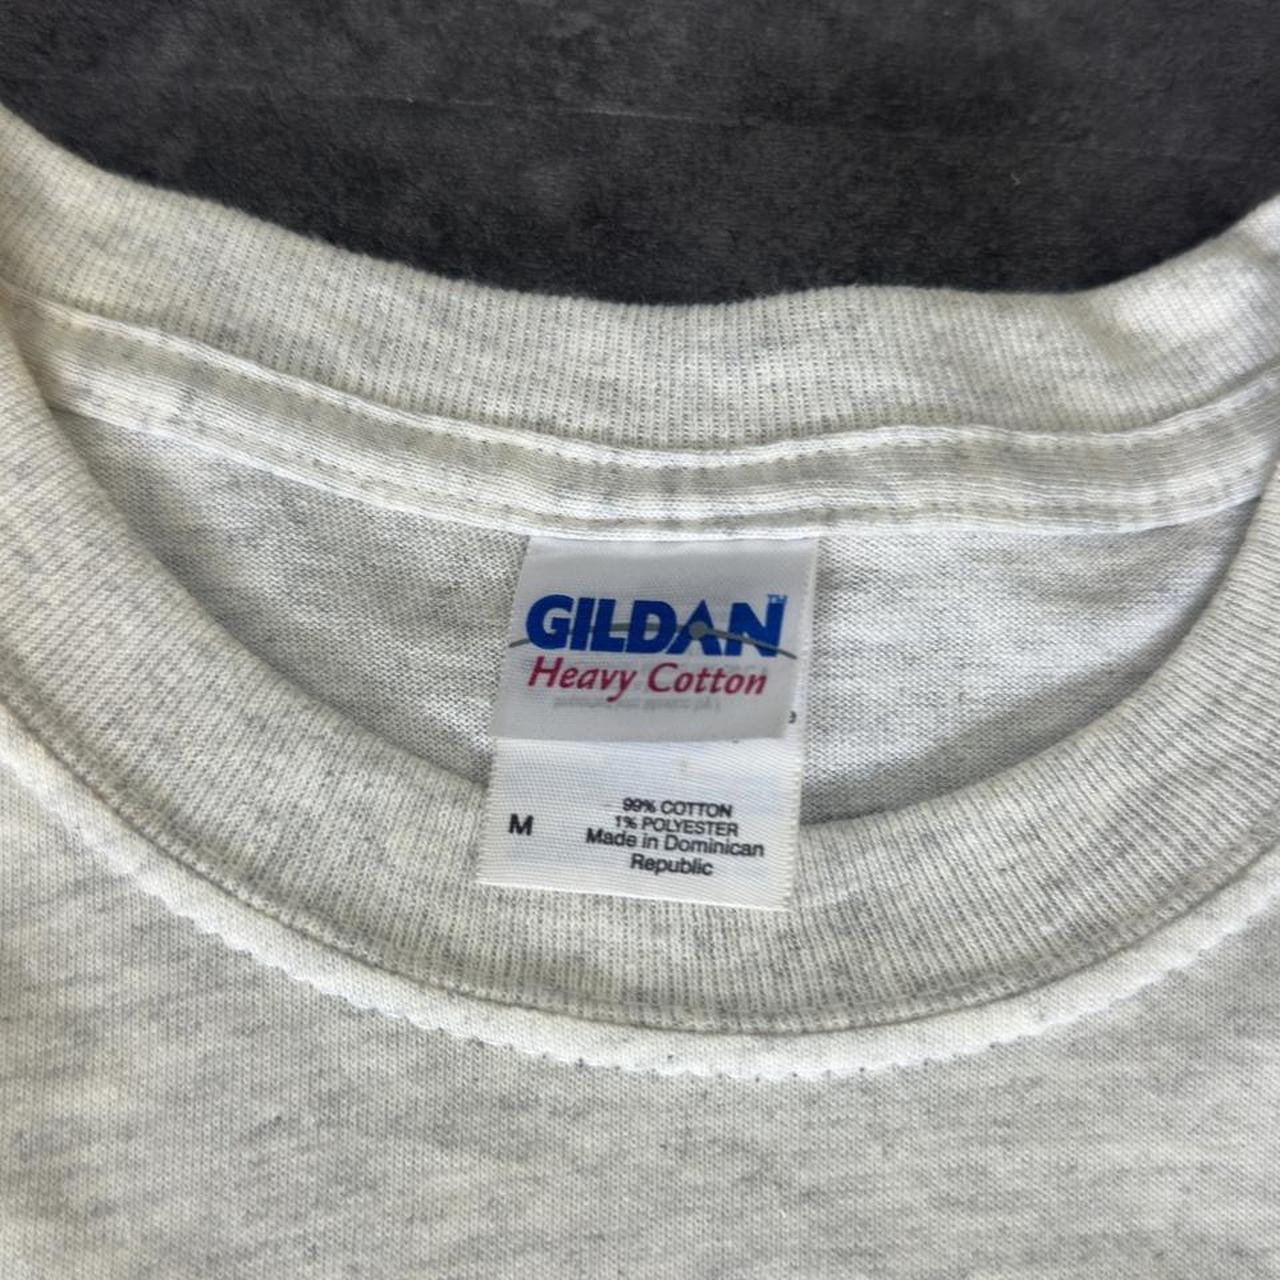 GILDAN™
Heavy Cotton
M
99% COTTON
1% POLYESTER
Made in Dominican
Republic